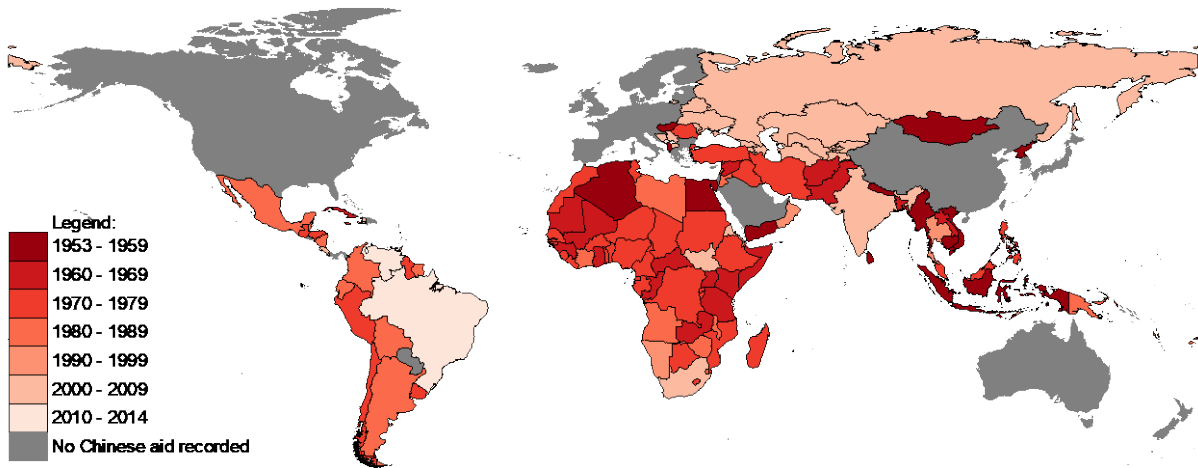 Legend:
1953 - 1959
1960 - 1969
1970 - 1979
1980 - 1989
1990 - 1999
2000 - 2009
2010 - 2014
No Chinese aid recorded